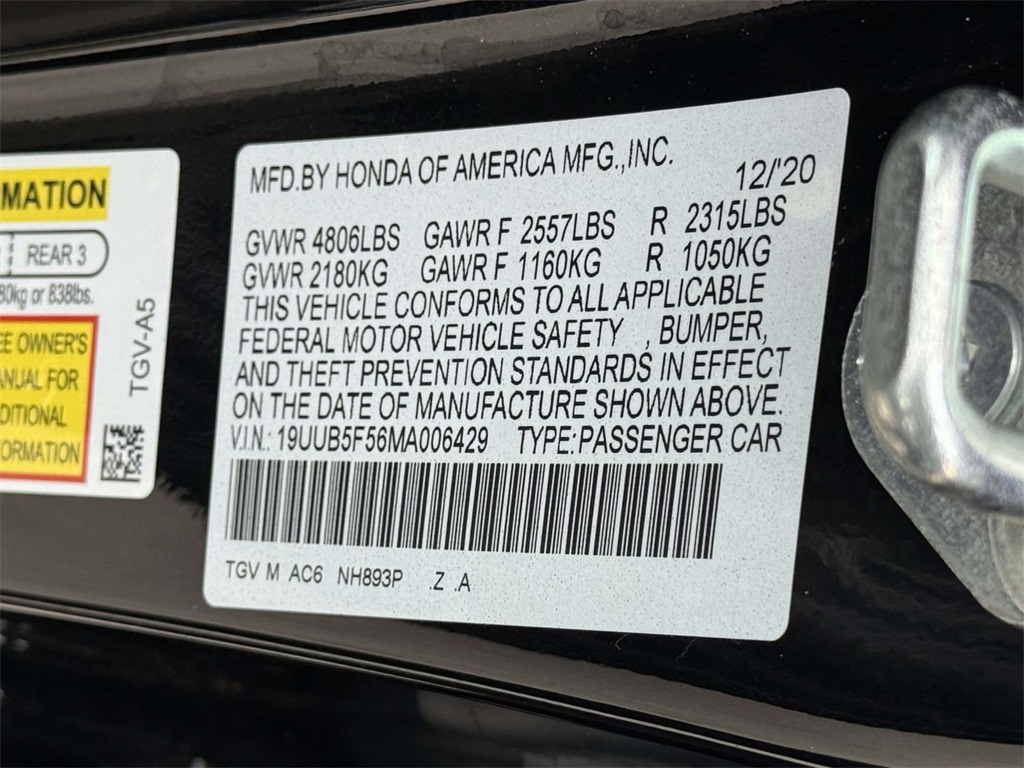 MATION
REAR 3
80kg or 838lbs.
EE OWNER'S
ANUAL FOR
DITIONAL
FORMATION
TGV-A5
MFD.BY HONDA OF AMERICA MFG.,INC.
12/'20
GVWR 4806LBS GAWR F 2557LBS R 2315LBS
GVWR 2180KG GAWR F 1160KG R 1050KG
THIS VEHICLE CONFORMS TO ALL APPLICABLE
FEDERAL MOTOR VEHICLE SAFETY , BUMPER,
AND THEFT PREVENTION STANDARDS IN EFFECT
ON THE DATE OF MANUFACTURE SHOWN ABOVE.
V.I.N.: 19UUB5F56MA006429 TYPE:PASSENGER CAR
TGV M AC6 NH893P .Z .A